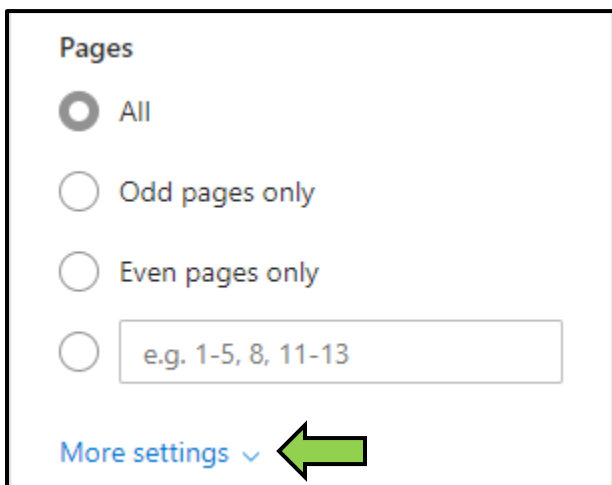 Pages
All
Odd pages only
Even pages only
e.g. 1-5, 8, 11-13
More settings